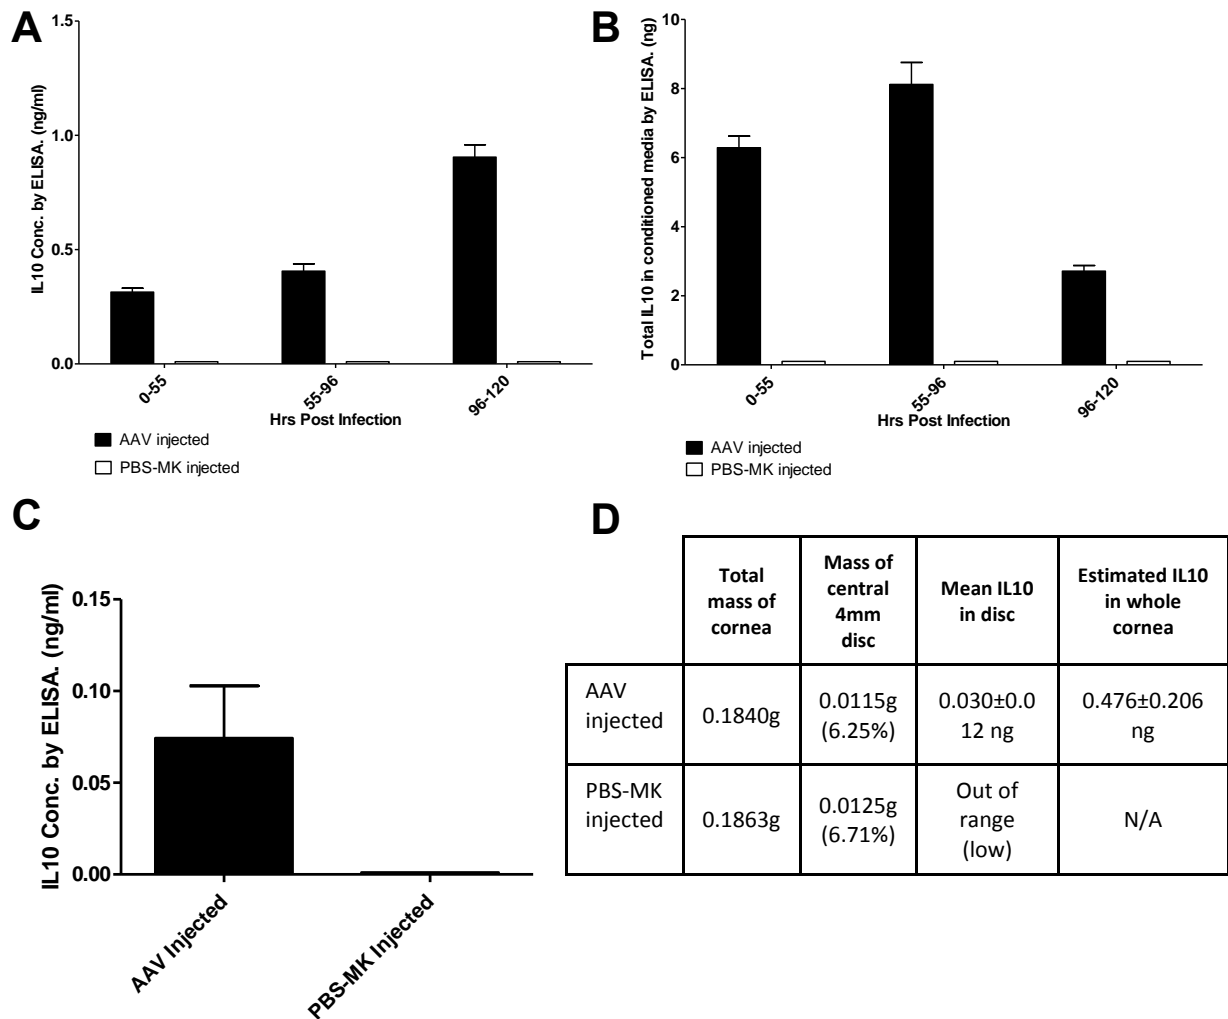 A
IL10 Conc. by ELISA. (ng/ml)
1.5
1.0
0.5
0.0
0-55
55-96
96-120
Hrs Post Infection
AAV injected
PBS-MK injected
B
Total IL10 in conditioned media by ELISA. (ng)
10
8
6
4
2
0
0-55
55-96
96-120
Hrs Post Infection
AAV injected
PBS-MK injected
C
IL10 Conc. by ELISA. (ng/ml)
0.15
0.10
0.05
0.00
AAV Injected
PBS-MK Injected
D
Total
mass of
cornea
Mass of
central
4mm
disc
Mean IL10
in disc
Estimated IL10
in whole
cornea
AAV
injected
0.1840g
0.0115g
(6.25%)
0.030±0.0
12 ng
0.476±0.206
ng
PBS-MK
injected
0.1863g
0.0125g
(6.71%)
Out of
range
(low)
N/A